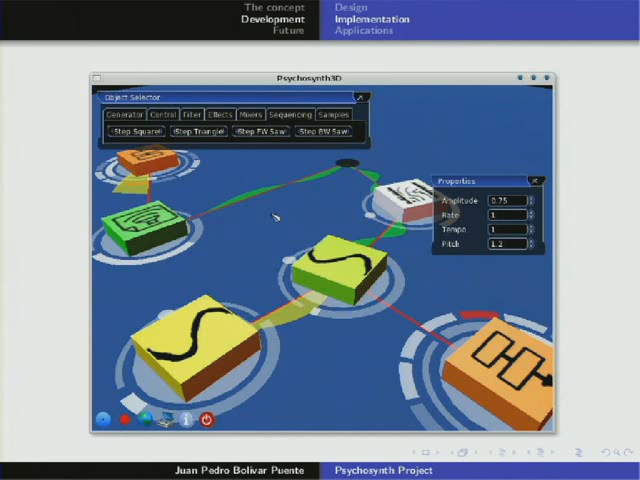 The concept
Development
Future
Design
Implementation
Applications
Psychosynth3D
Object Selector
Generator Control Filter Effects Mixers Sequencing Samples
Step Square Step Triangle Step FW Saw Step BW Saw
Properties
Amplitude 0.75
Rate 1
Tempo 1
Pitch 1.2
Juan Pedro Bolivar Puente
Psychosynth Project